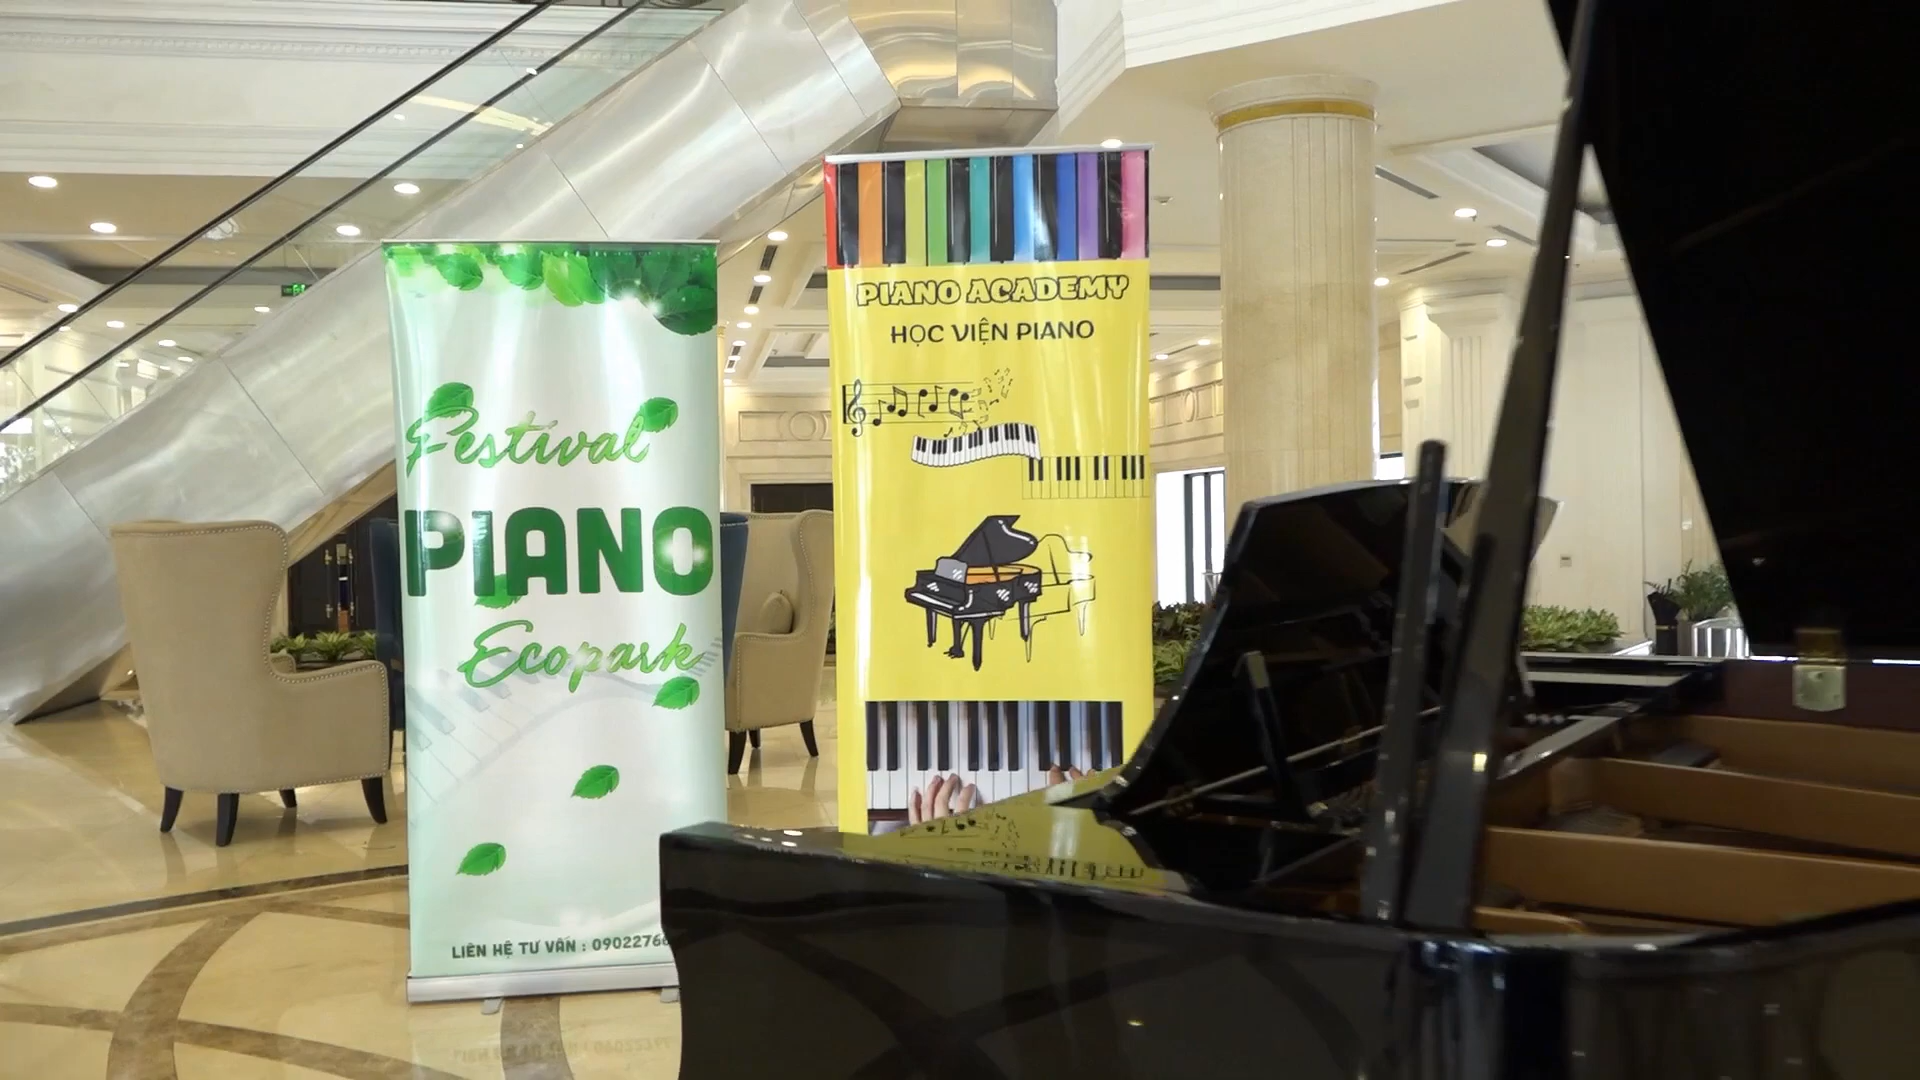 Festival
PIANO
Ecopark
LIÊN HỆ TƯ VẤN :
PIANO ACADEMY
HỌC VIỆN PIANO